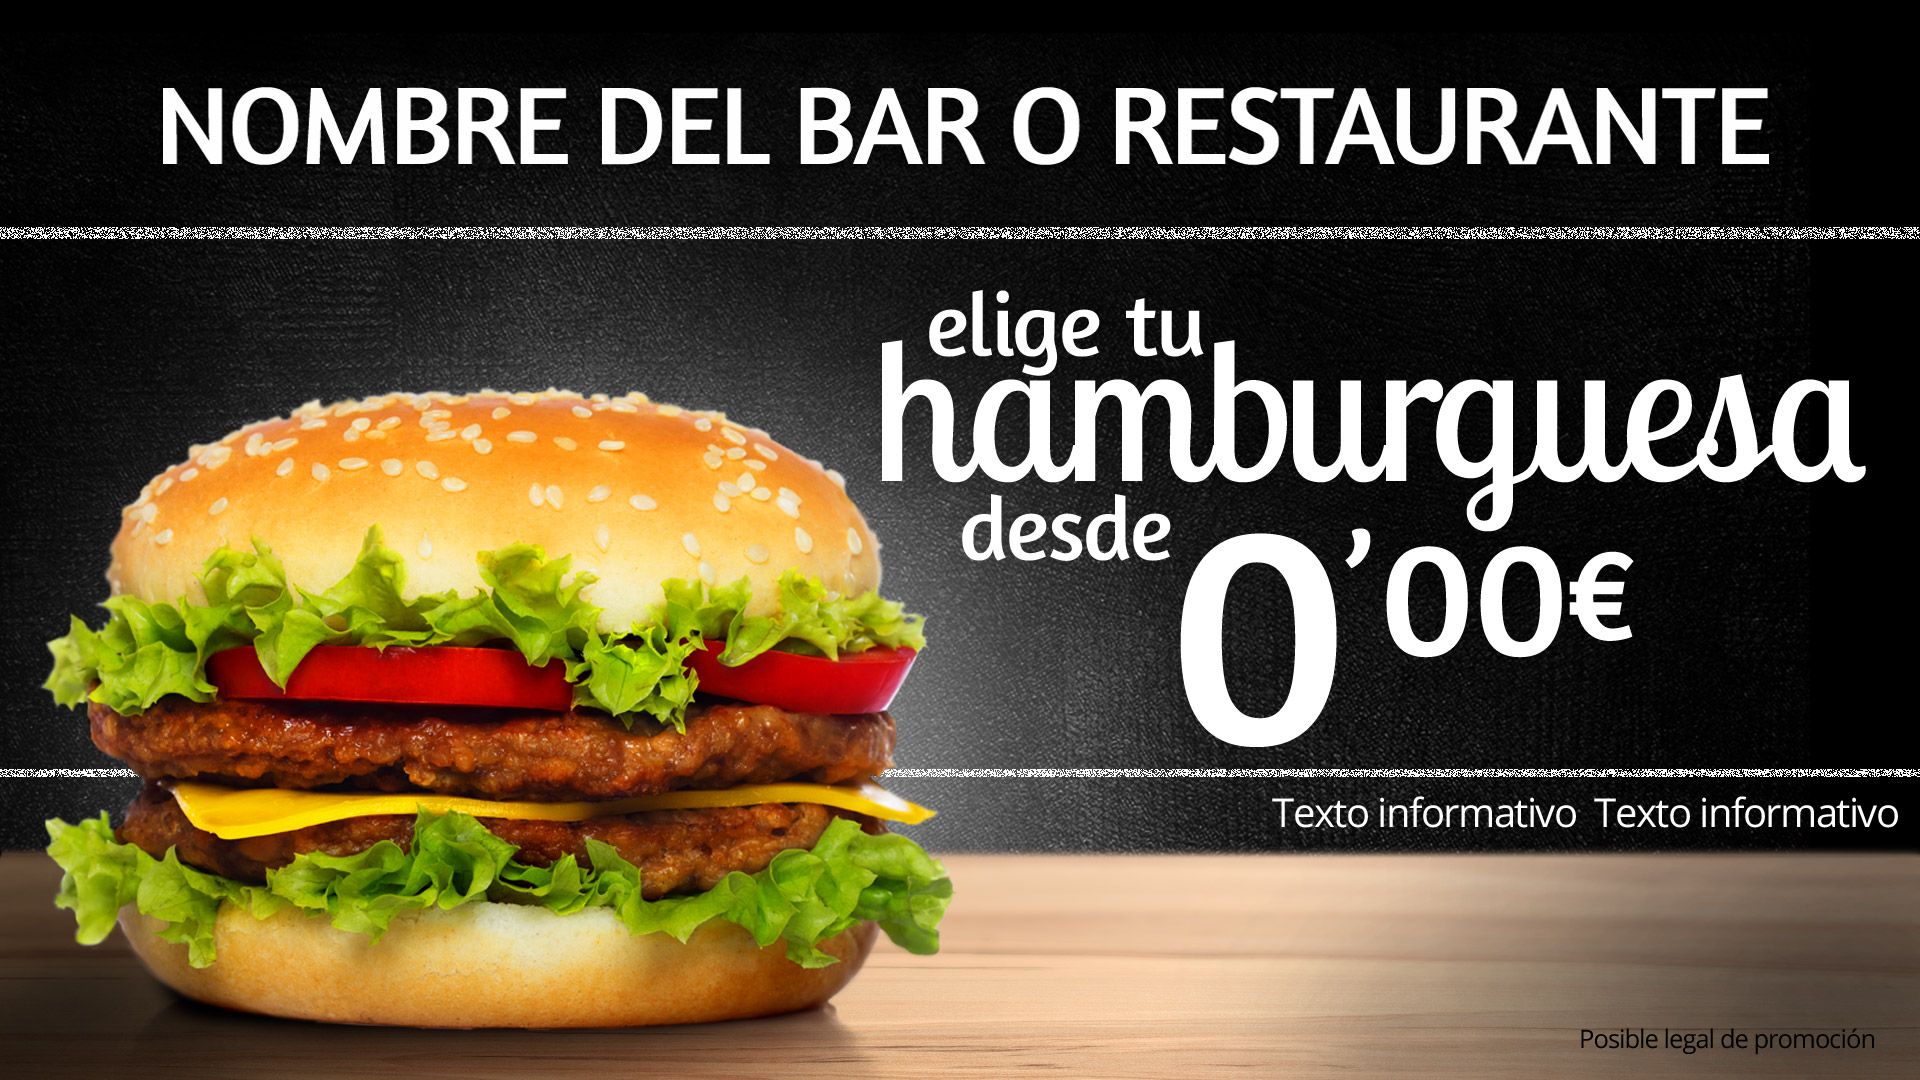 NOMBRE DEL BAR O RESTAURANTE
elige tu
hamburguesa
desde
0’00€
Texto informativo Texto informativo
Posible legal de promoción